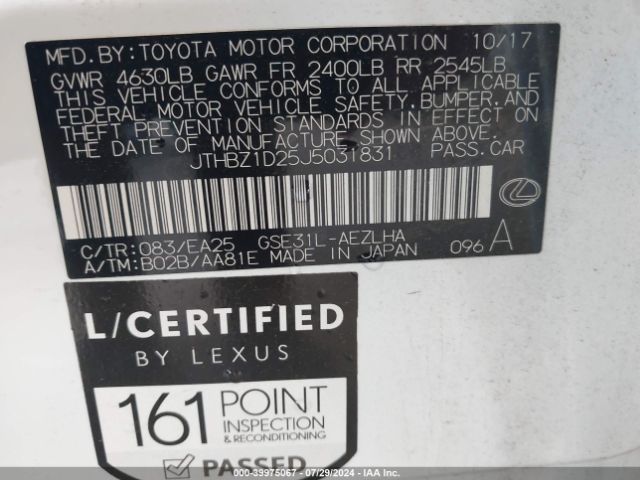 MFD.BY: TOYOTA MOTOR CORPORATION 10/17
GVWR 4630LB GAWR FR 2400LB RR 2545LB
THIS VEHICLE CONFORMS TO ALL APPLICABLE
FEDERAL MOTOR VEHICLE SAFETY, BUMPER, AND
THEFT PREVENTION STANDARDS IN EFFECT ON
THE DATE OF MANUFACTURE SHOWN ABOVE.
JTHBZ1D25J5031831 PASS.CAR
C/TR: 083/EA25 GSE31L-AEZLHA
A/TM: B02B/AA81E MADE IN JAPAN 096 A
L/CERTIFIED
BY LEXUS
161 POINT
INSPECTION
& RECONDITIONING
PASSED
000-39975067 - 07/29/2024 - IAA Inc.